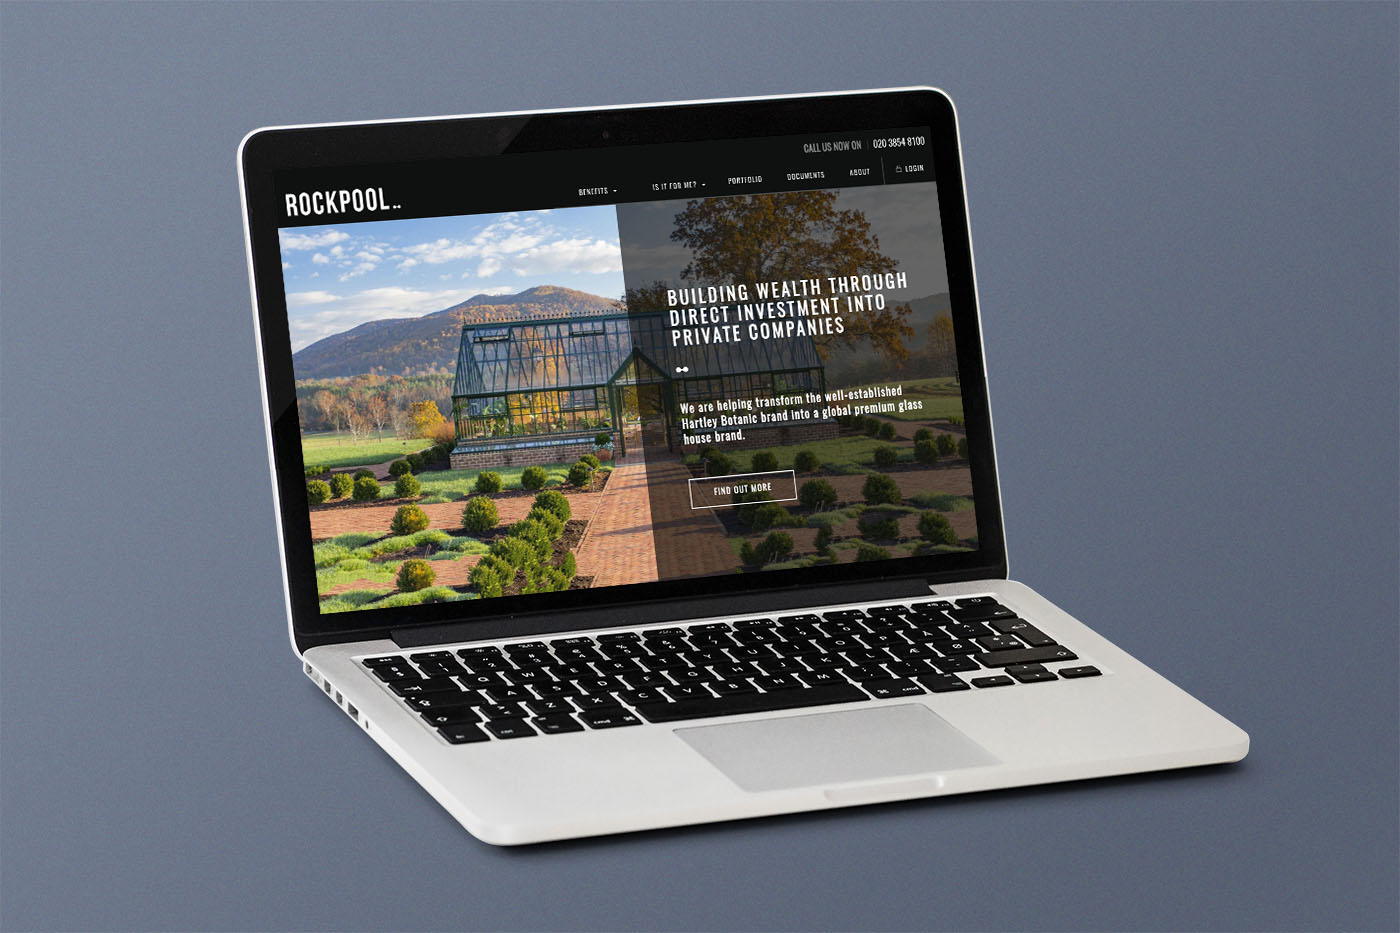 CALL US NOW ON 020 3854 8100
ROCKPOOL
BENEFITS IS IT FOR ME? PORTFOLIO DOCUMENTS ABOUT LOGIN
BUILDING WEALTH THROUGH
DIRECT INVESTMENT INTO
PRIVATE COMPANIES
We are helping transform the well-established
Hartley Botanic brand into a global premium glass
house brand.
FIND OUT MORE
Q W E R T Y U I O P
A S D F G H J K L
Z X C V B N M
cmd cmd